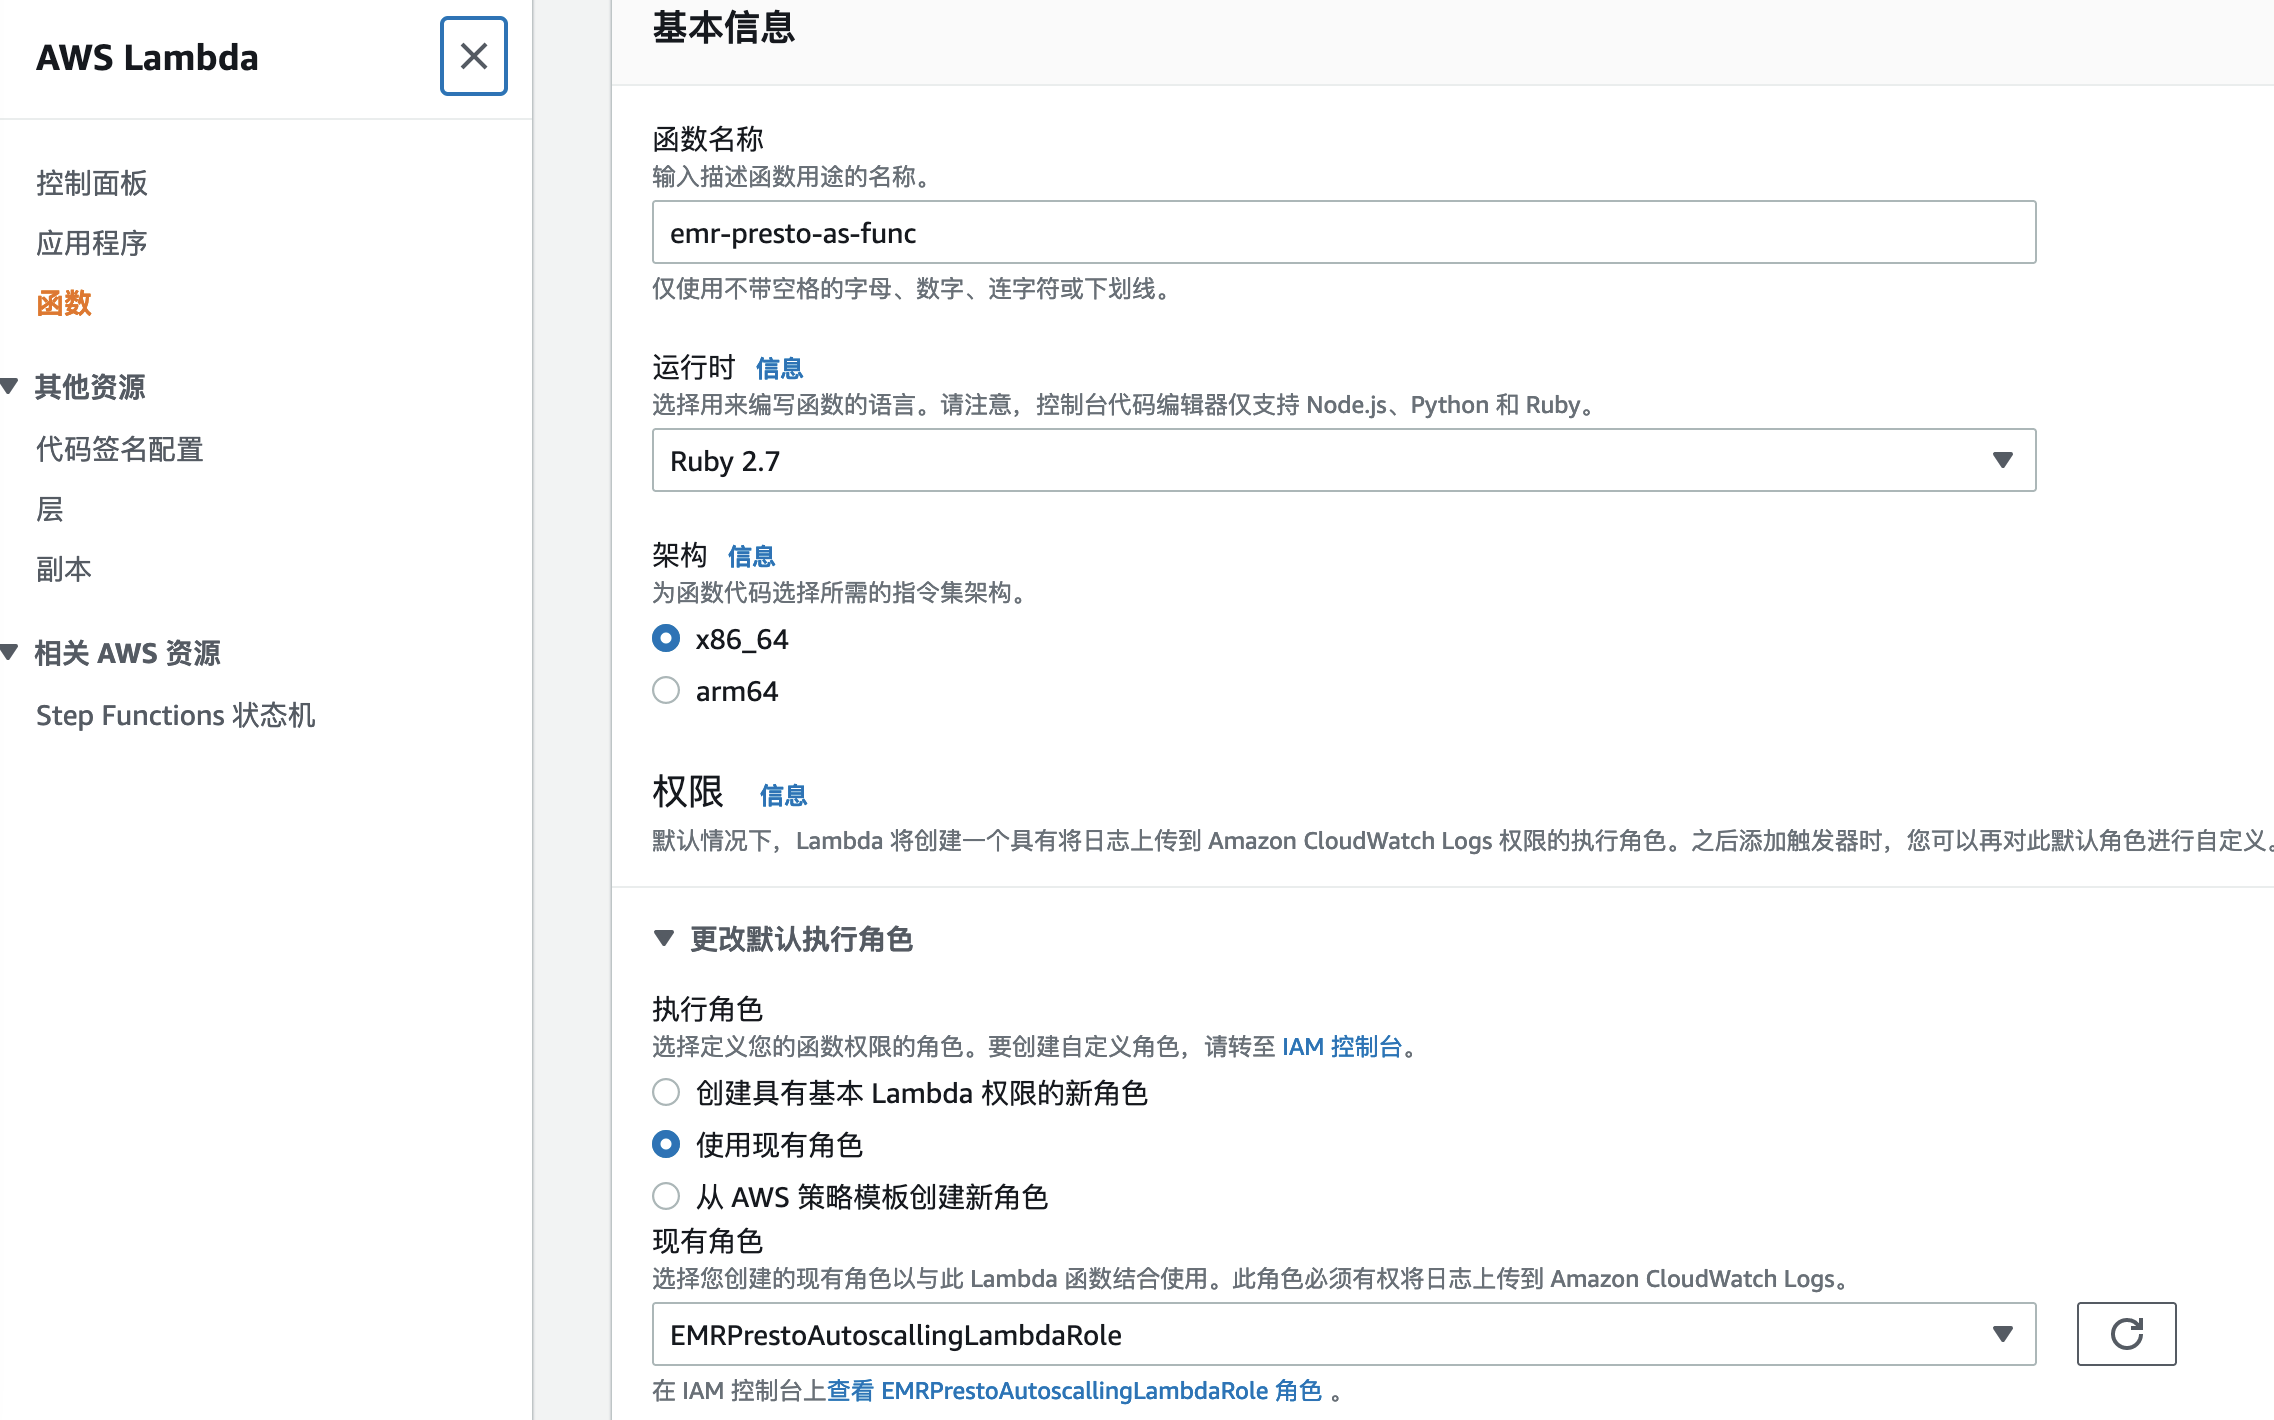 AWS Lambda
控制面板
应用程序
函数
其他资源
代码签名配置
层
副本
相关 AWS 资源
Step Functions 状态机
基本信息
函数名称
输入描述函数用途的名称。
emr-presto-as-func
仅使用不带空格的字母、数字、连字符或下划线。
运行时 信息
选择用来编写函数的语言。请注意，控制台代码编辑器仅支持 Node.js、Python 和 Ruby。
Ruby 2.7
架构 信息
为函数代码选择所需的指令集架构。
x86_64
arm64
权限 信息
默认情况下，Lambda 将创建一个具有将日志上传到 Amazon CloudWatch Logs 权限的执行角色。之后添加触发器时，您可以再对此默认角色进行自定义。
更改默认执行角色
执行角色
选择定义您的函数权限的角色。要创建自定义角色，请转至 IAM 控制台。
创建具有基本 Lambda 权限的新角色
使用现有角色
从 AWS 策略模板创建新角色
现有角色
选择您创建的现有角色以与此 Lambda 函数结合使用。此角色必须有权将日志上传到 Amazon CloudWatch Logs。
EMRPrestoAutoscallingLambdaRole
在 IAM 控制台上查看 EMRPrestoAutoscallingLambdaRole 角色 。